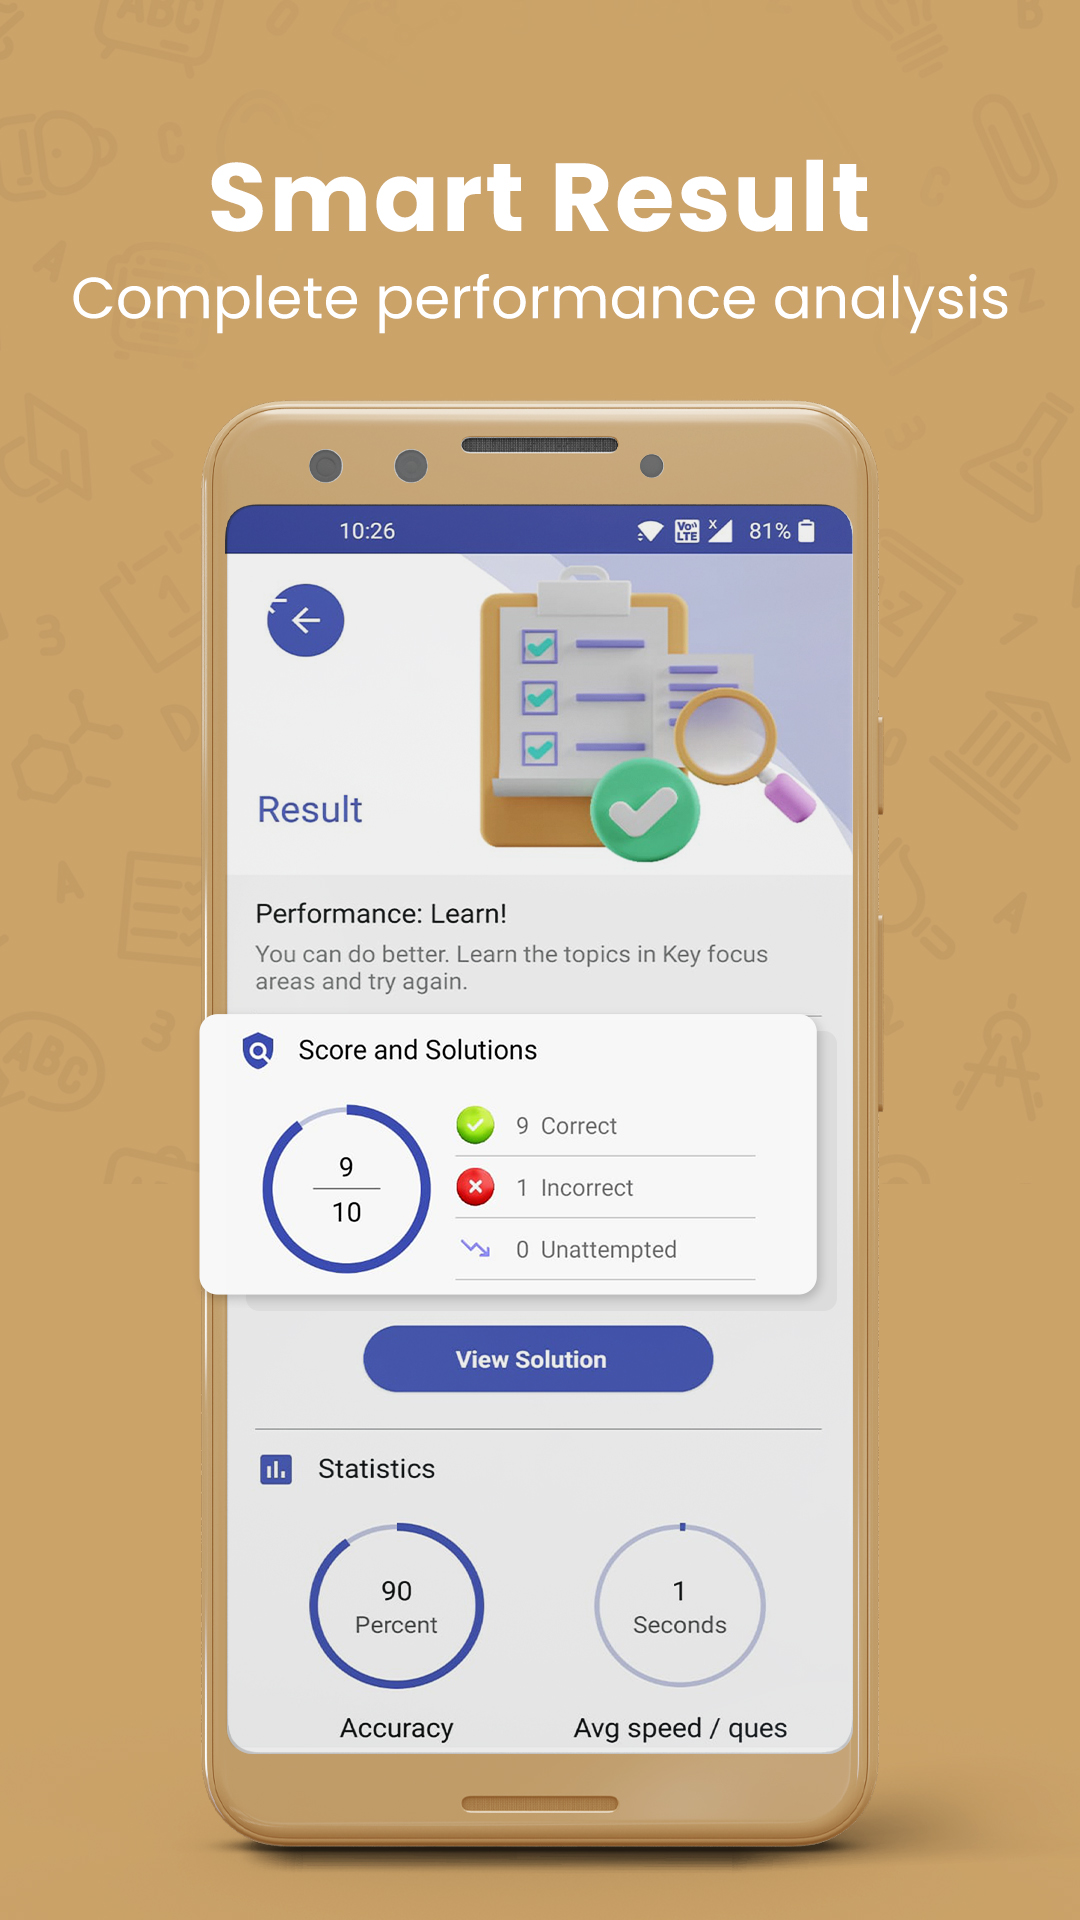 Smart Result
Complete performance analysis
10:26
Vo)) LTE
x
81%
Result
Performance: Learn!
You can do better. Learn the topics in Key focus
areas and try again.
Score and Solutions
9
10
9 Correct
1 Incorrect
0 Unattempted
View Solution
Statistics
90
Percent
1
Seconds
Accuracy
Avg speed / ques